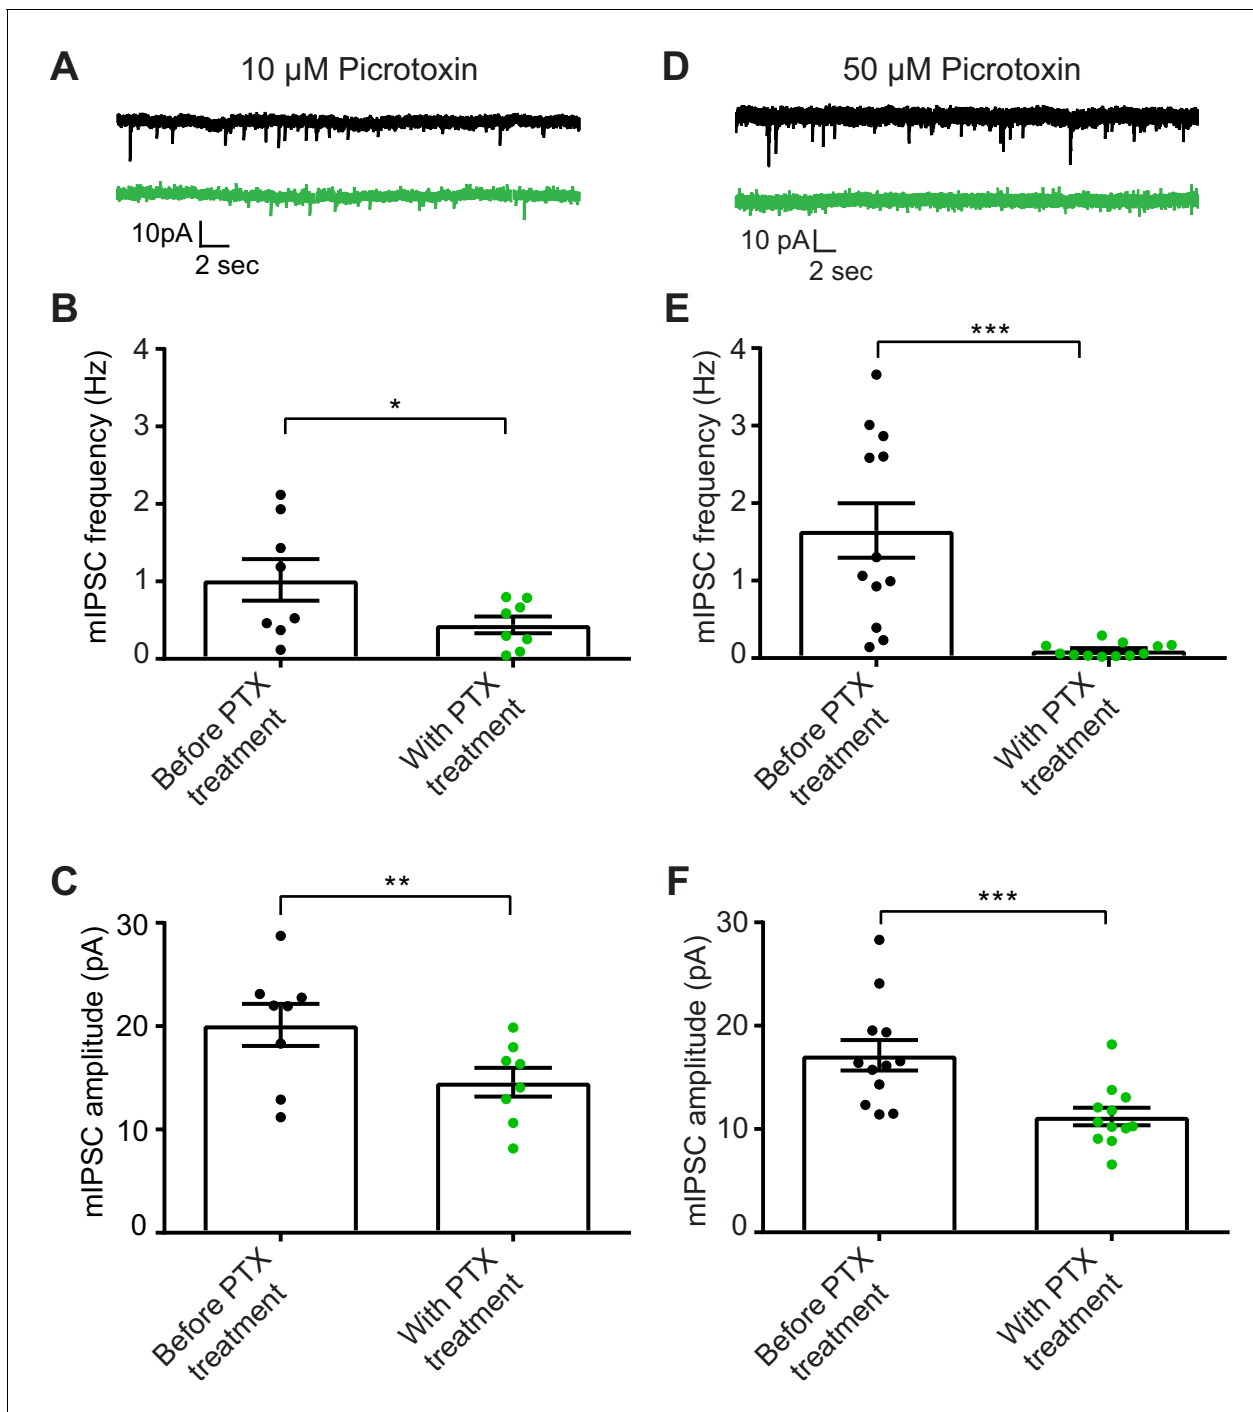 A
10 µM Picrotoxin
10pA
2 sec
B
mIPSC frequency (Hz)
4
3
2
1
0
*
Before PTX
treatment
With PTX
treatment
C
mIPSC amplitude (pA)
30
20
10
0
**
Before PTX
treatment
With PTX
treatment
D
50 µM Picrotoxin
10 pA
2 sec
E
mIPSC frequency (Hz)
4
3
2
1
0
***
Before PTX
treatment
With PTX
treatment
F
mIPSC amplitude (pA)
30
20
10
0
***
Before PTX
treatment
With PTX
treatment